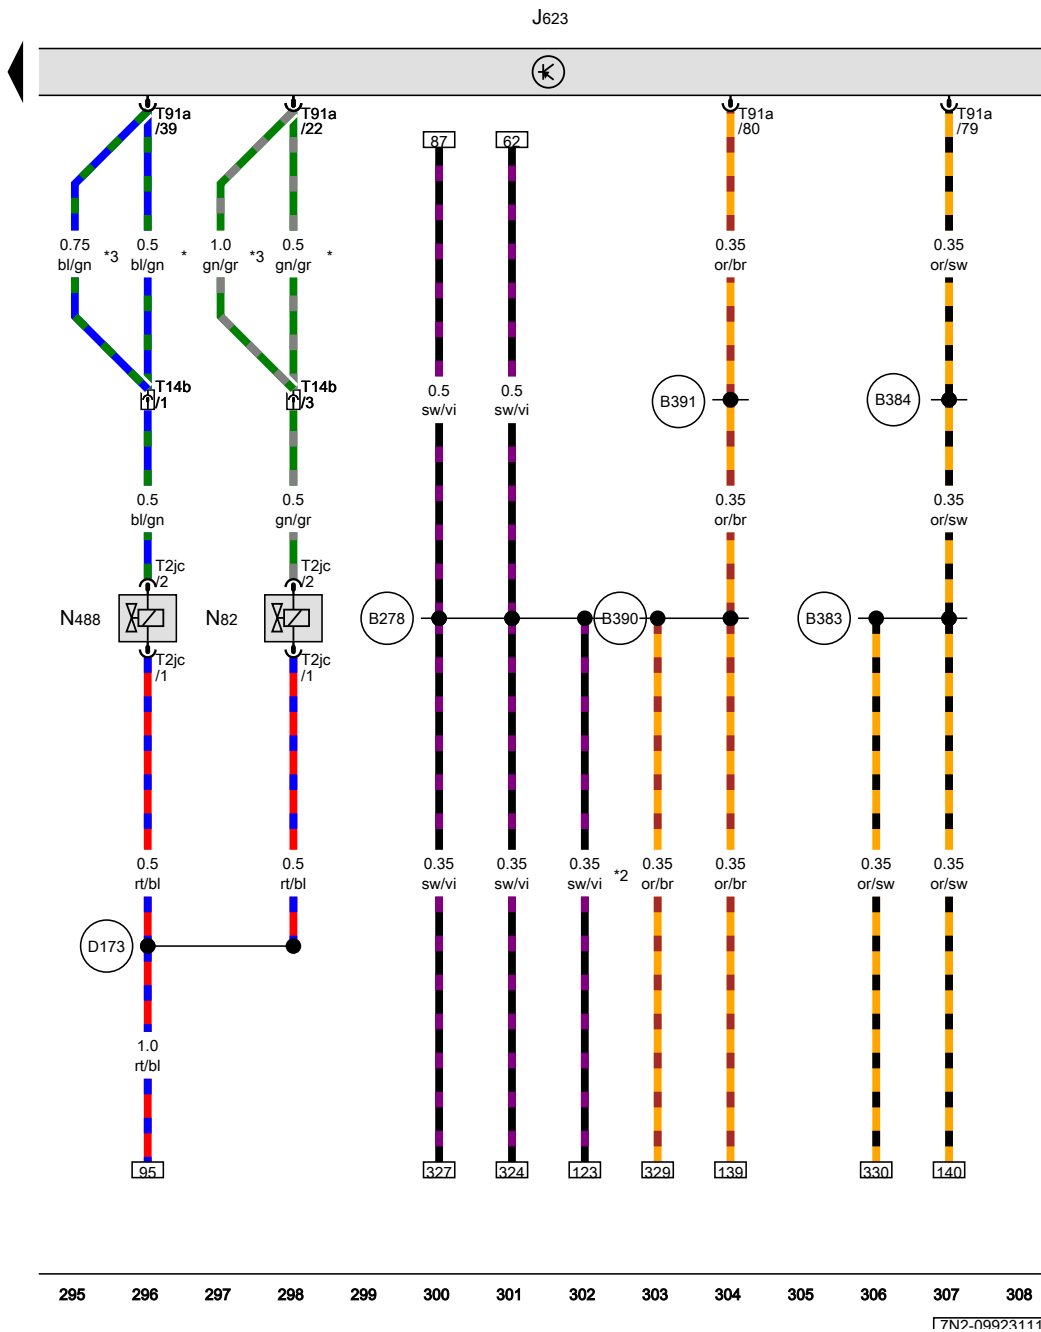 J623
T91a /39
T91a /22
T91a /80
T91a /79
87
62
0.75 bl/gn *3
0.5 bl/gn *
1.0 gn/gr *3
0.5 gn/gr *
0.35 or/br
0.35 or/sw
T14b /1
T14b /3
0.5 sw/vi
0.5 sw/vi
B391
B384
0.5 bl/gn
0.5 gn/gr
0.35 or/br
0.35 or/sw
T2jc /2
T2jc /2
N488
N82
B278
B390
B383
T2jc /1
T2jc /1
0.5 rt/bl
0.5 rt/bl
0.35 sw/vi
0.35 sw/vi
0.35 sw/vi *2
0.35 or/br
0.35 or/br
0.35 or/sw
0.35 or/sw
D173
1.0 rt/bl
95
327
324
123
329
139
330
140
295 296 297 298 299 300 301 302 303 304 305 306 307 308
7N2-09923111